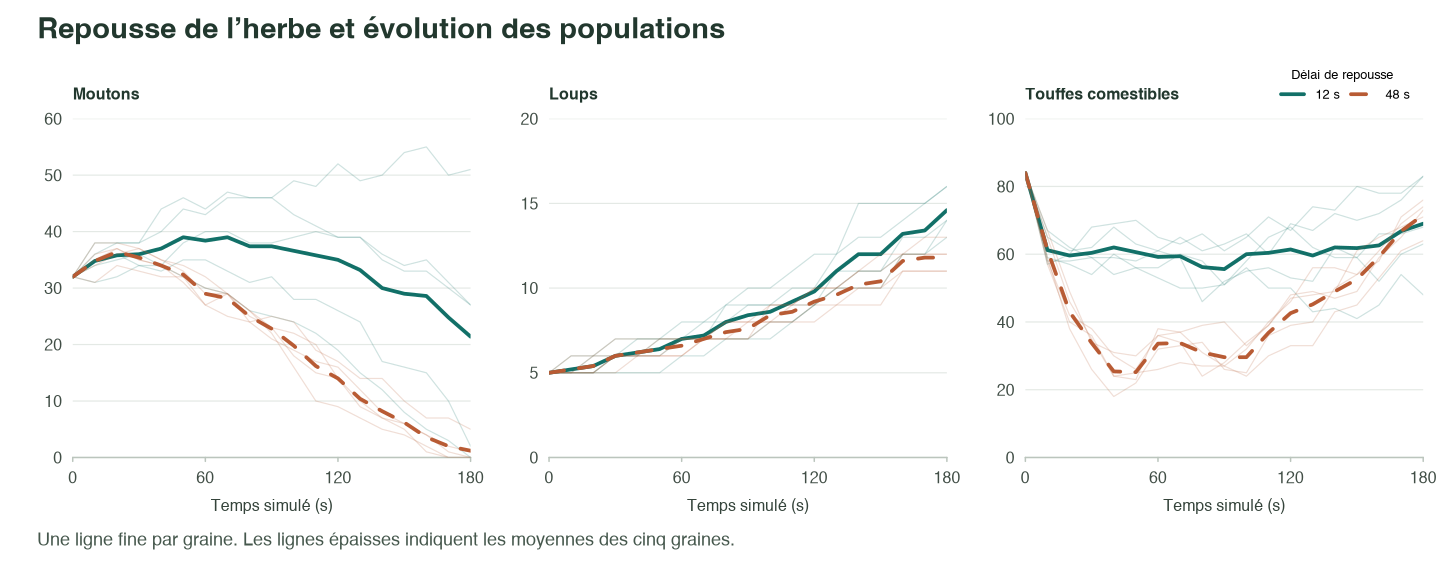 Repousse de l’herbe et évolution des populations
Délai de repousse
12 s 48 s
Moutons
60
50
40
30
20
10
0
0 60 120 180
Temps simulé (s)
Loups
20
15
10
5
0
0 60 120 180
Temps simulé (s)
Touffes comestibles
100
80
60
40
20
0
0 60 120 180
Temps simulé (s)
Une ligne fine par graine. Les lignes épaisses indiquent les moyennes des cinq graines.